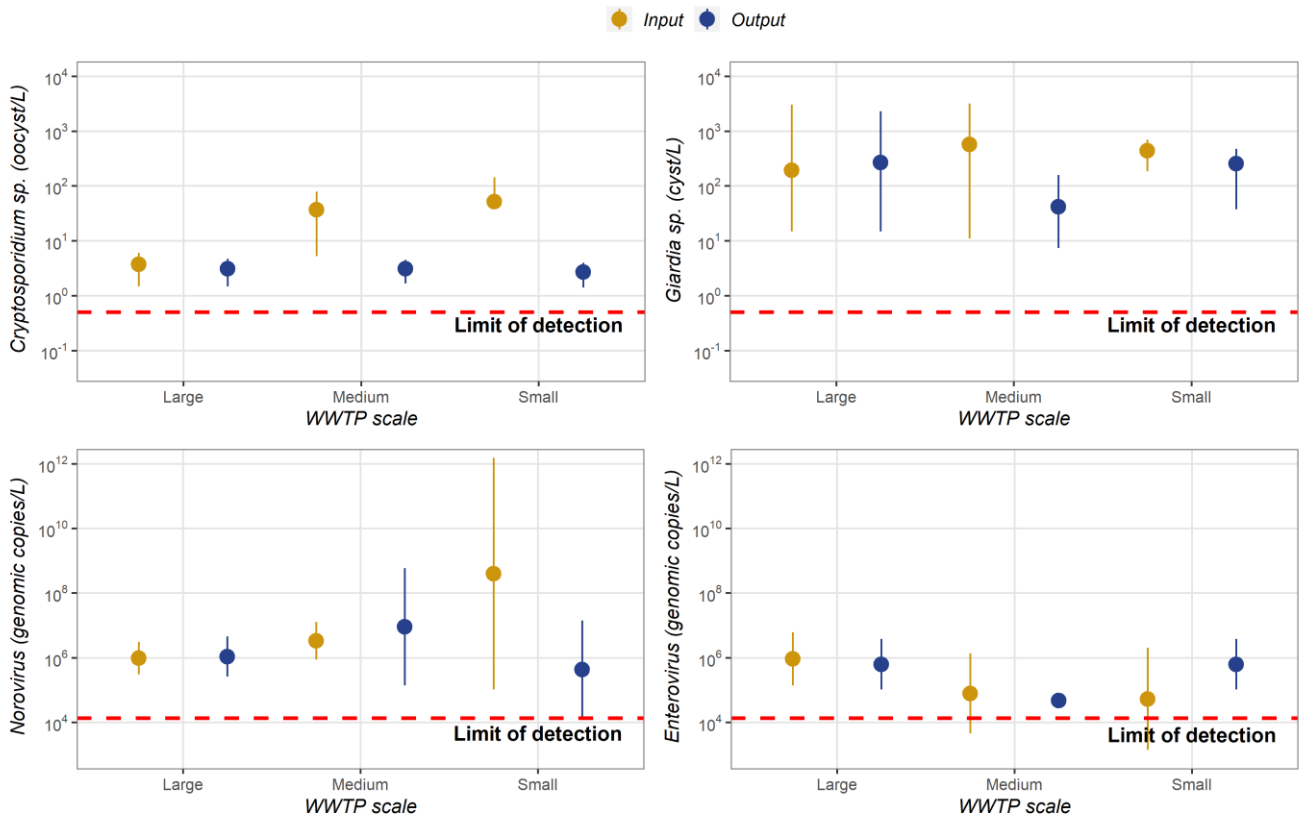 Input Output
Cryptosporidium sp. (oocyst/L)
10^4
10^3
10^2
10^1
10^0
10^-1
Limit of detection
Large Medium Small
WWTP scale
Giardia sp. (cyst/L)
10^4
10^3
10^2
10^1
10^0
10^-1
Limit of detection
Large Medium Small
WWTP scale
Norovirus (genomic copies/L)
10^12
10^10
10^8
10^6
10^4
Limit of detection
Large Medium Small
WWTP scale
Enterovirus (genomic copies/L)
10^12
10^10
10^8
10^6
10^4
Limit of detection
Large Medium Small
WWTP scale